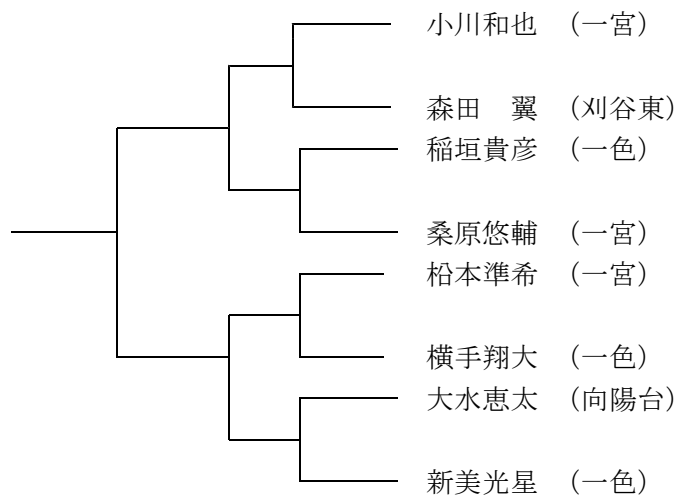 小川和也　（一宮）
森田　翼　（刈谷東）
稲垣貴彦　（一色）
桑原悠輔　（一宮）
松本準希　（一宮）
横手翔大　（一色）
大水恵太　（向陽台）
新美光星　（一色）